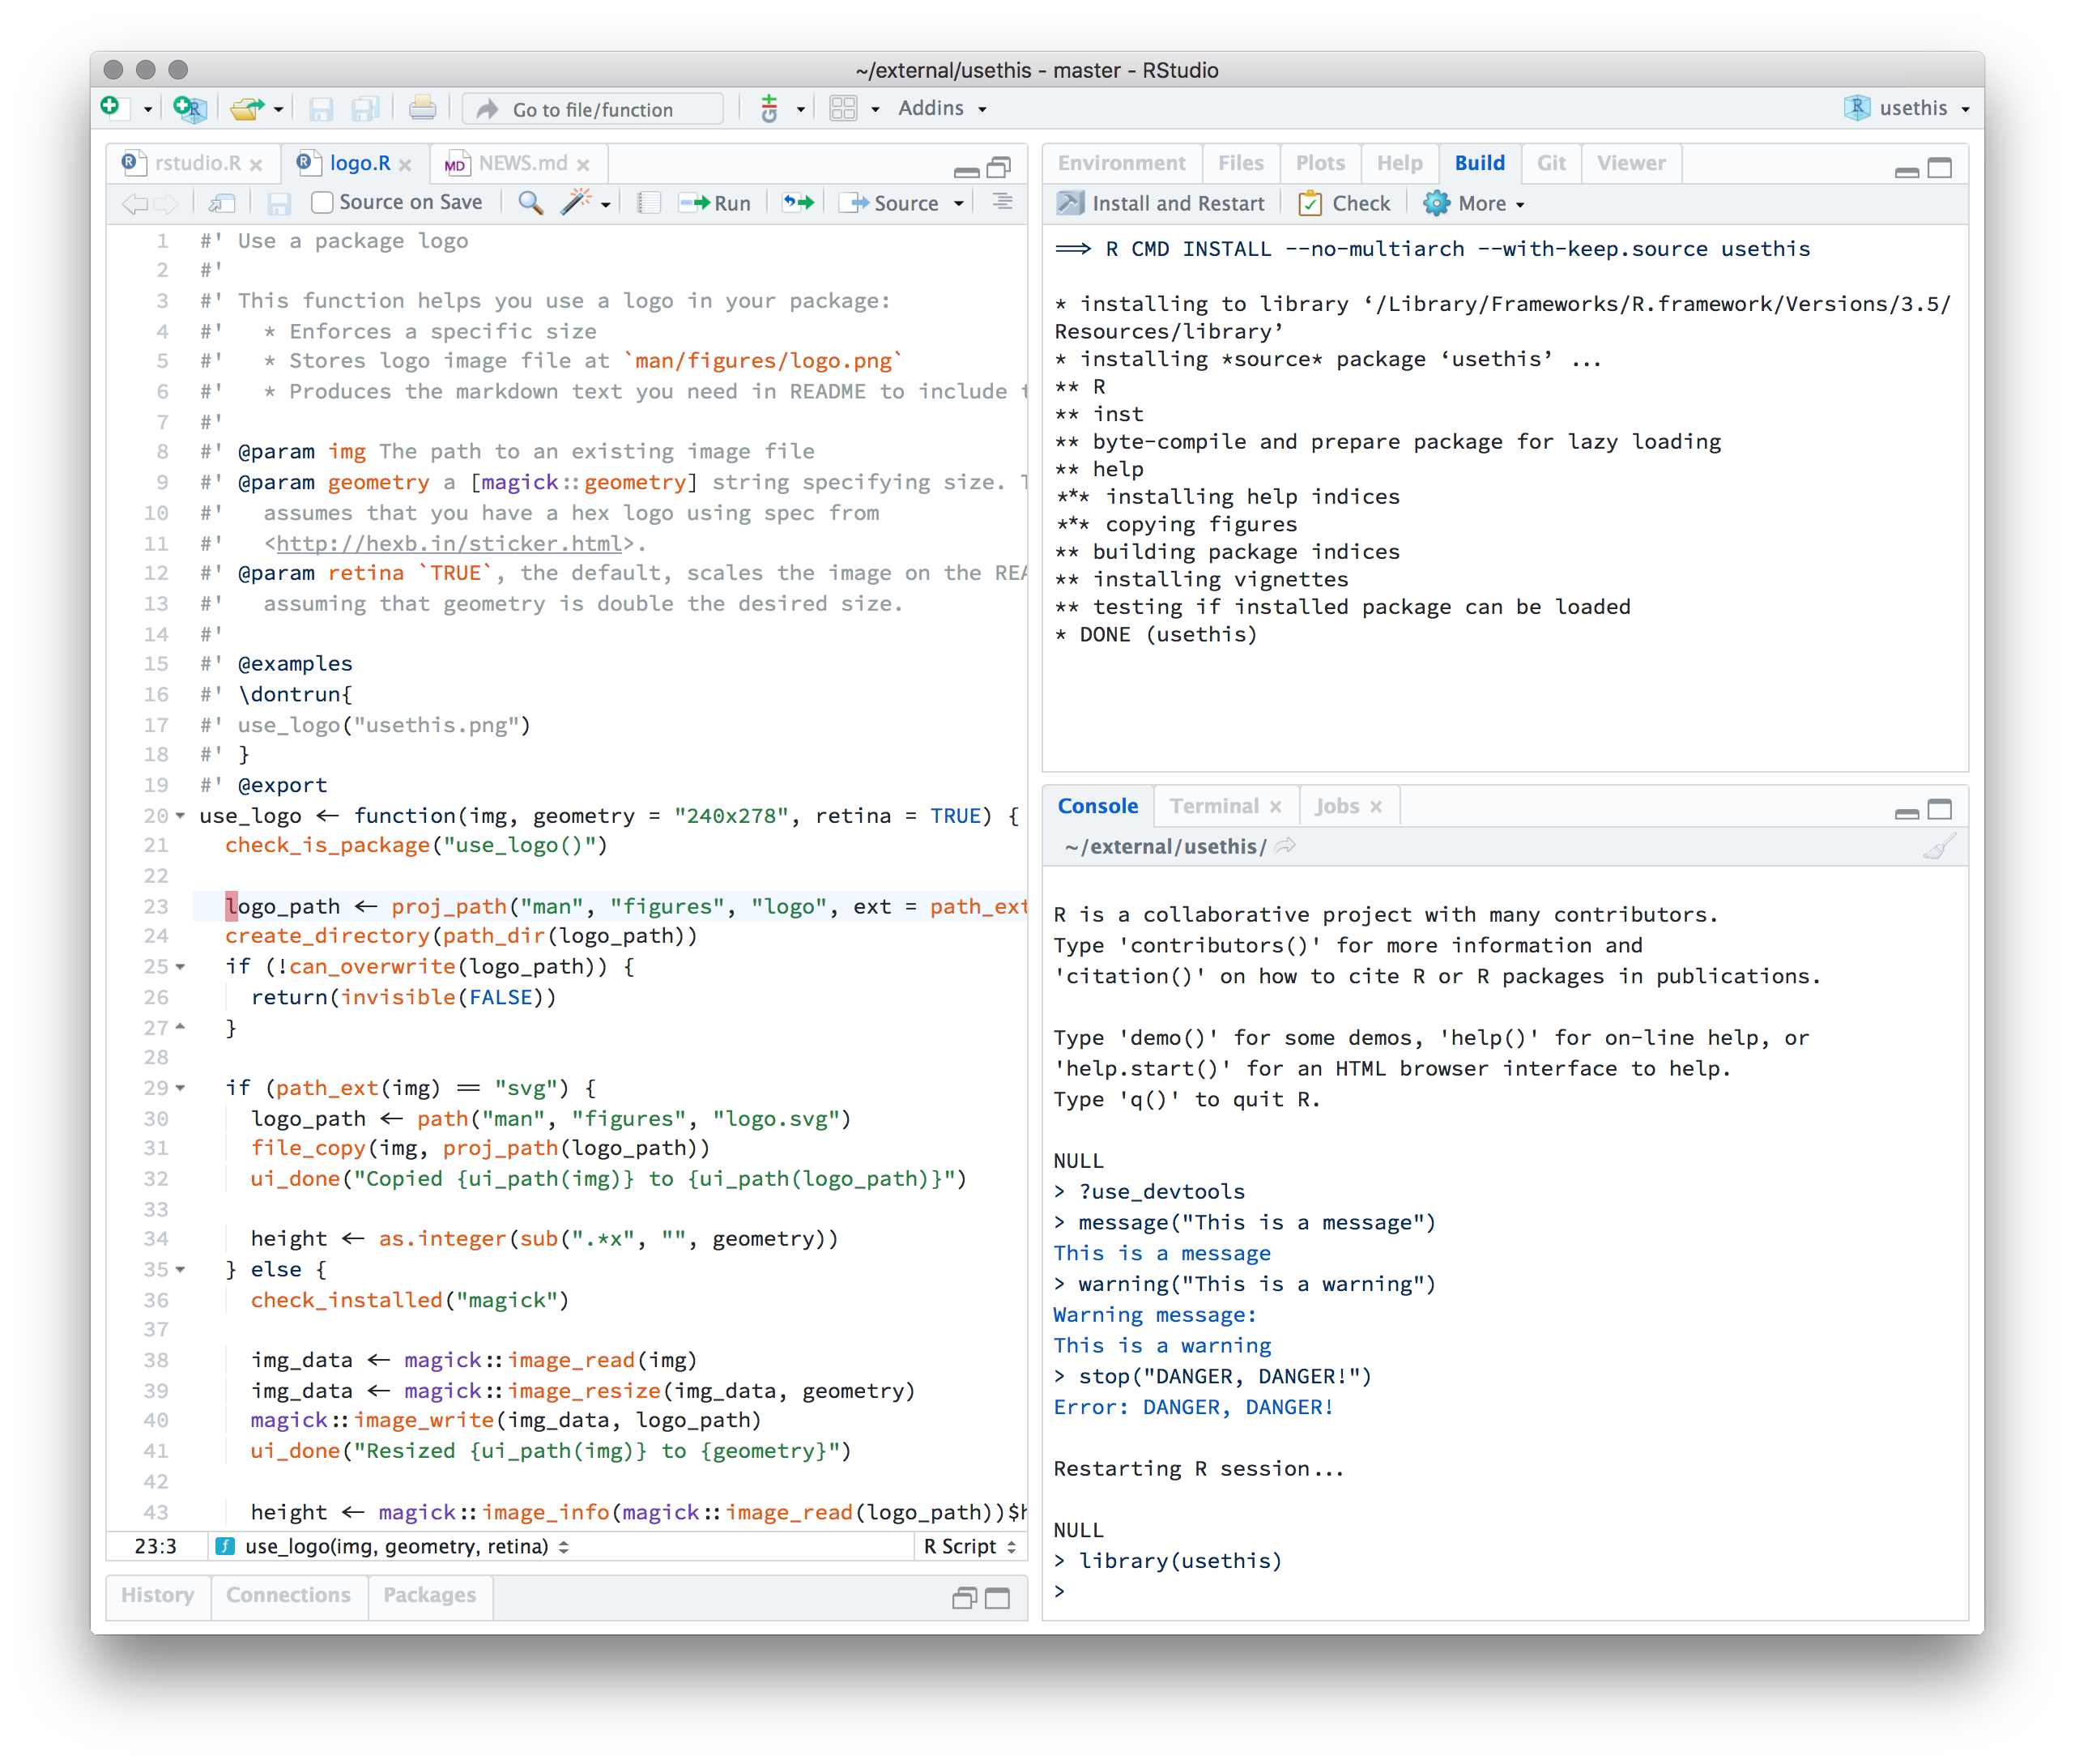 ~/external/usethis - master - RStudio
Go to file/function
Addins
usethis
rstudio.R
logo.R
NEWS.md
Source on Save
Run
Source
1 #' Use a package logo
2 #'
3 #' This function helps you use a logo in your package:
4 #'   * Enforces a specific size
5 #'   * Stores logo image file at `man/figures/logo.png`
6 #'   * Produces the markdown text you need in README to include t
7 #'
8 #' @param img The path to an existing image file
9 #' @param geometry a [magick::geometry] string specifying size. T
10 #'   assumes that you have a hex logo using spec from
11 #'   <http://hexb.in/sticker.html>.
12 #' @param retina `TRUE`, the default, scales the image on the REA
13 #'   assuming that geometry is double the desired size.
14 #'
15 #' @examples
16 #' \dontrun{
17 #' use_logo("usethis.png")
18 #' }
19 #' @export
20 use_logo <- function(img, geometry = "240x278", retina = TRUE) {
21   check_is_package("use_logo()")
22
23   logo_path <- proj_path("man", "figures", "logo", ext = path_ext
24   create_directory(path_dir(logo_path))
25   if (!can_overwrite(logo_path)) {
26     return(invisible(FALSE))
27   }
28
29   if (path_ext(img) == "svg") {
30     logo_path <- path("man", "figures", "logo.svg")
31     file_copy(img, proj_path(logo_path))
32     ui_done("Copied {ui_path(img)} to {ui_path(logo_path)}")
33
34     height <- as.integer(sub(".*x", "", geometry))
35   } else {
36     check_installed("magick")
37
38     img_data <- magick::image_read(img)
39     img_data <- magick::image_resize(img_data, geometry)
40     magick::image_write(img_data, logo_path)
41     ui_done("Resized {ui_path(img)} to {geometry}")
42
43     height <- magick::image_info(magick::image_read(logo_path))$h
23:3
use_logo(img, geometry, retina)
R Script
History
Connections
Packages
Environment
Files
Plots
Help
Build
Git
Viewer
Install and Restart
Check
More
==> R CMD INSTALL --no-multiarch --with-keep.source usethis
* installing to library ‘/Library/Frameworks/R.framework/Versions/3.5/
Resources/library’
* installing *source* package ‘usethis’ ...
** R
** inst
** byte-compile and prepare package for lazy loading
** help
*** installing help indices
*** copying figures
** building package indices
** installing vignettes
** testing if installed package can be loaded
* DONE (usethis)
Console
Terminal
Jobs
~/external/usethis/
R is a collaborative project with many contributors.
Type 'contributors()' for more information and
'citation()' on how to cite R or R packages in publications.
Type 'demo()' for some demos, 'help()' for on-line help, or
'help.start()' for an HTML browser interface to help.
Type 'q()' to quit R.
NULL
> ?use_devtools
> message("This is a message")
This is a message
> warning("This is a warning")
Warning message:
This is a warning
> stop("DANGER, DANGER!")
Error: DANGER, DANGER!
Restarting R session...
NULL
> library(usethis)
>